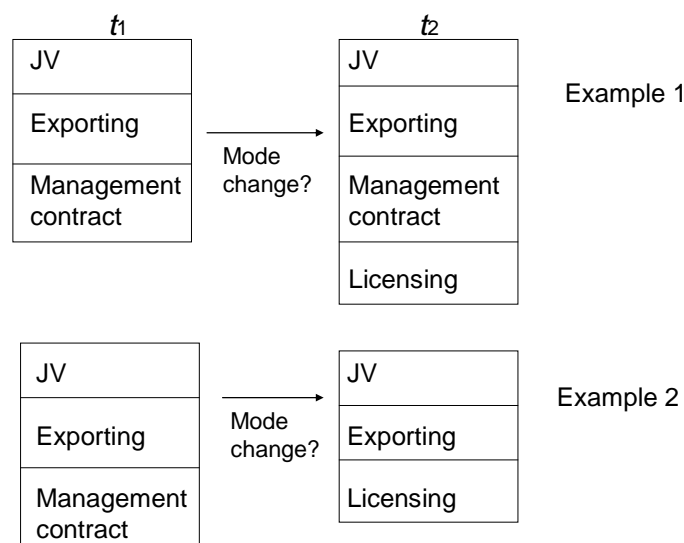 t1
t2
JV
Exporting
Management
contract
Mode
change?
JV
Exporting
Management
contract
Licensing
Example 1
JV
Exporting
Management
contract
Mode
change?
JV
Exporting
Licensing
Example 2